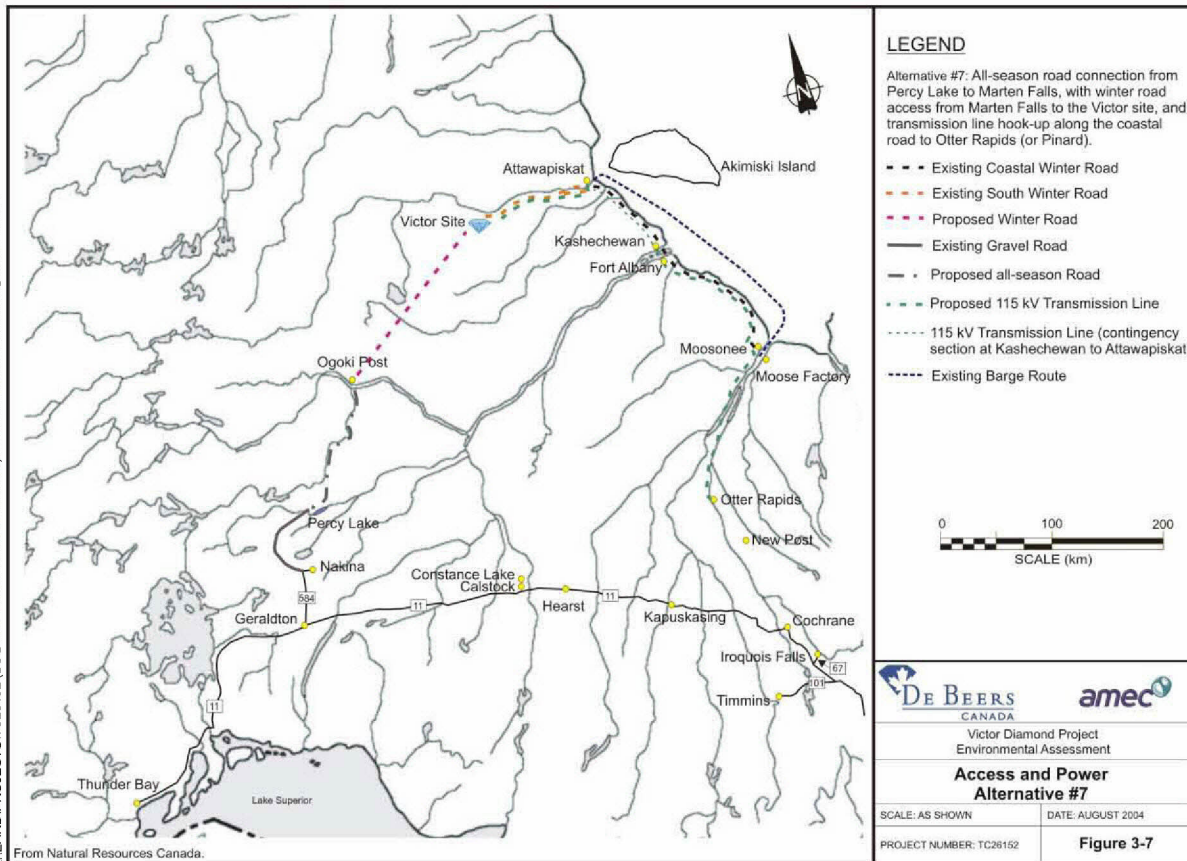 Attawapiskat
Akimiski Island
Victor Site
Kashechewan
Fort Albany
Moosonee
Moose Factory
Ogoki Post
Otter Rapids
Percy Lake
New Post
Nakina
Constance Lake
Calstock
584
11
Hearst
11
Kapuskasing
Cochrane
Geraldton
Iroquois Falls
67
101
Timmins
11
Thunder Bay
Lake Superior
From Natural Resources Canada.
N
LEGEND
Alternative #7: All-season road connection from
Percy Lake to Marten Falls, with winter road
access from Marten Falls to the Victor site, and
transmission line hook-up along the coastal
road to Otter Rapids (or Pinard).
Existing Coastal Winter Road
Existing South Winter Road
Proposed Winter Road
Existing Gravel Road
Proposed all-season Road
Proposed 115 kV Transmission Line
115 kV Transmission Line (contingency
section at Kashechewan to Attawapiskat
Existing Barge Route
0 100 200
SCALE (km)
DE BEERS
CANADA
amec
Victor Diamond Project
Environmental Assessment
Access and Power
Alternative #7
SCALE: AS SHOWN
DATE: AUGUST 2004
PROJECT NUMBER: TC26152
Figure 3-7